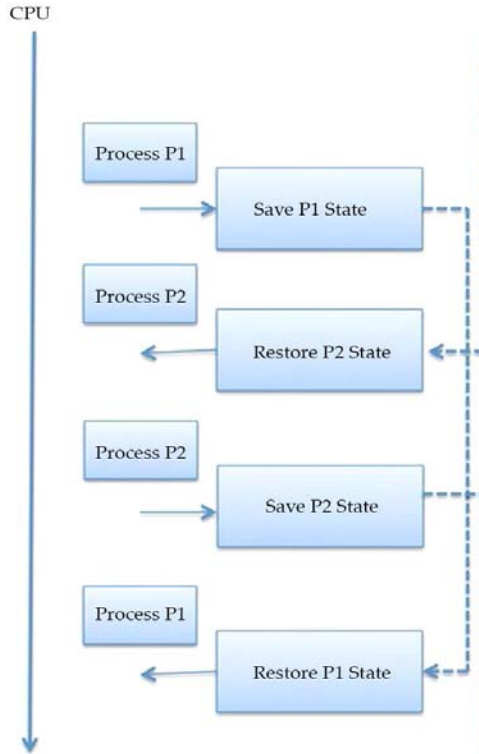 CPU
Process P1
Save P1 State
Process P2
Restore P2 State
Process P2
Save P2 State
Process P1
Restore P1 State